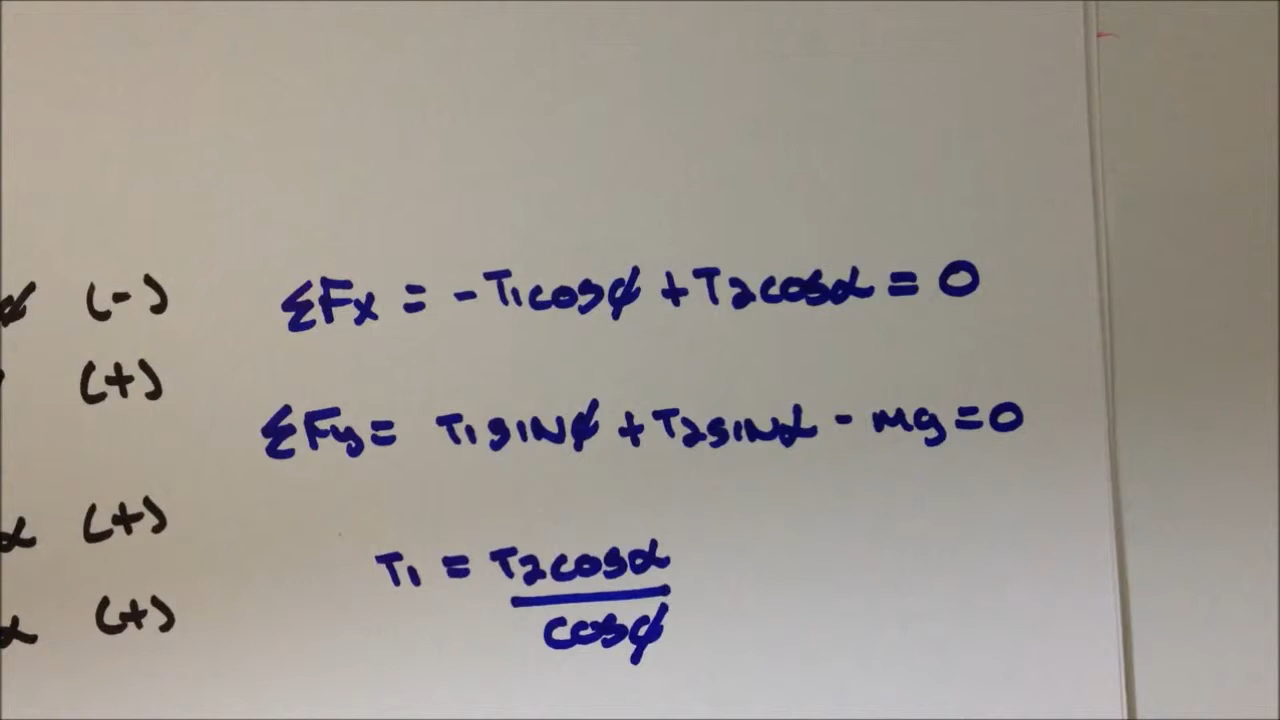 ϕ (-) ΣFx = -T1cosϕ + T2cosα = 0
(+)
ΣFy = T1sinϕ + T2sinα - mg = 0
α (+)
T1 = T2cosα
cosϕ
α (+)